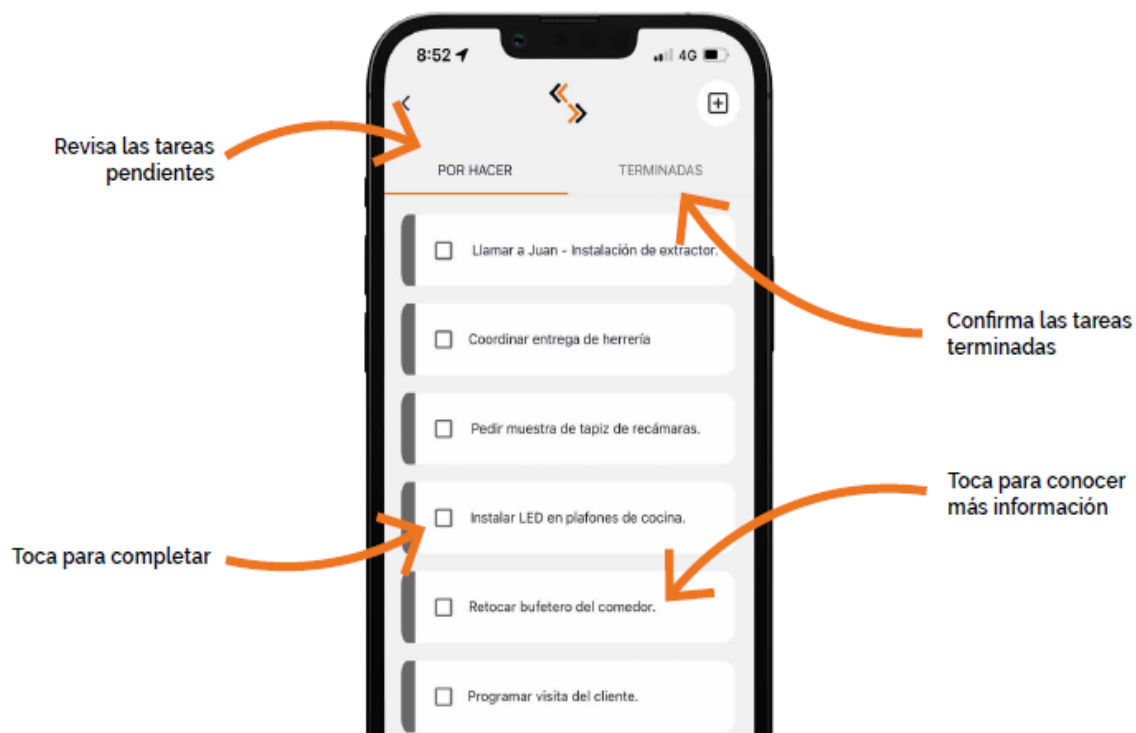 8:52
4G
Revisa las tareas
pendientes
POR HACER
TERMINADAS
Llamar a Juan - Instalación de extractor.
Confirma las tareas
terminadas
Coordinar entrega de herrería
Pedir muestra de tapiz de recámaras.
Toca para conocer
más información
Instalar LED en plafones de cocina.
Toca para completar
Retocar bufetero del comedor.
Programar visita del cliente.